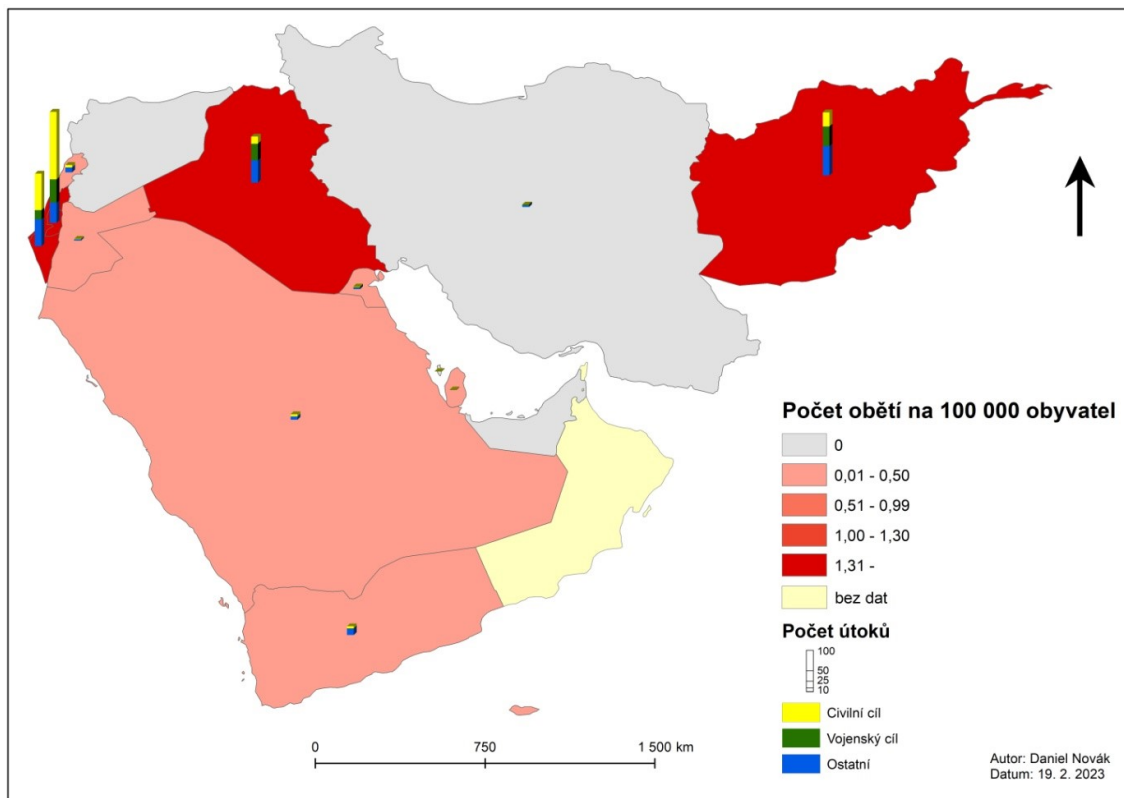 Počet obětí na 100 000 obyvatel
0
0,01 - 0,50
0,51 - 0,99
1,00 - 1,30
1,31 -
bez dat
Počet útoků
100
50
25
10
Civilní cíl
Vojenský cíl
Ostatní
0 750 1 500 km
Autor: Daniel Novák
Datum: 19. 2. 2023